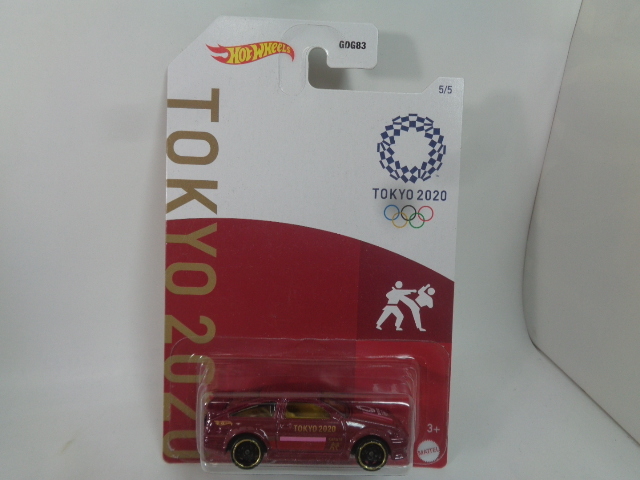 HOT WHEELS
GDG83
5/5
TOKYO 2020
TOKYO 2020
TOKYO 2020
3+
MATTEL